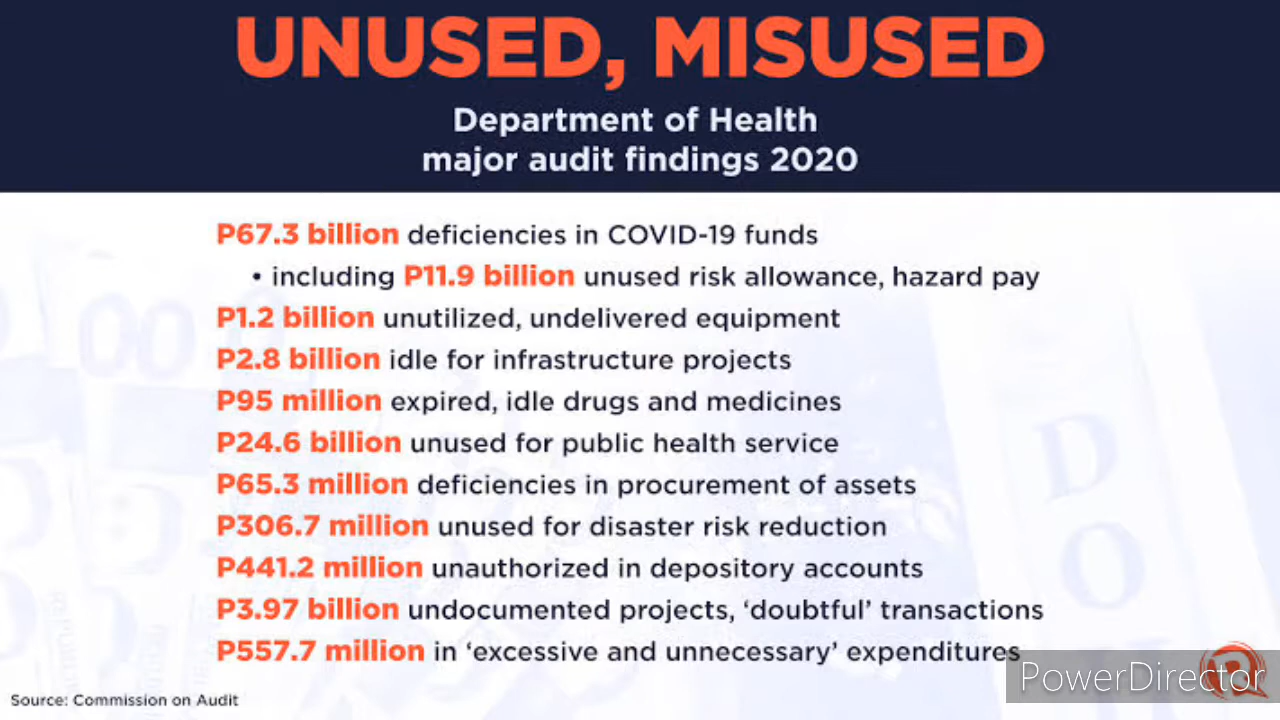 UNUSED, MISUSED
Department of Health
major audit findings 2020
P67.3 billion deficiencies in COVID-19 funds
• including P11.9 billion unused risk allowance, hazard pay
P1.2 billion unutilized, undelivered equipment
P2.8 billion idle for infrastructure projects
P95 million expired, idle drugs and medicines
P24.6 billion unused for public health service
P65.3 million deficiencies in procurement of assets
P306.7 million unused for disaster risk reduction
P441.2 million unauthorized in depository accounts
P3.97 billion undocumented projects, ‘doubtful’ transactions
P557.7 million in ‘excessive and unnecessary’ expenditures
PowerDirector
Source: Commission on Audit
D
O
H